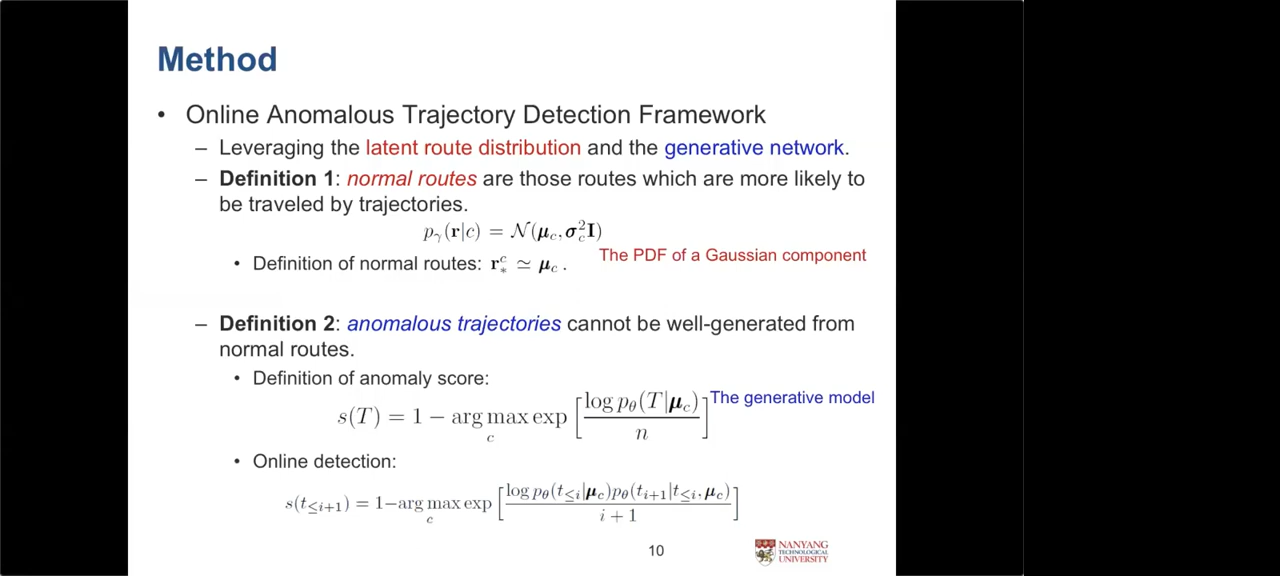 Method
• Online Anomalous Trajectory Detection Framework
– Leveraging the latent route distribution and the generative network.
– Definition 1: normal routes are those routes which are more likely to
be traveled by trajectories.
p_γ(r|c) = 𝒩(μ_c, σ_c^2 I)
The PDF of a Gaussian component
• Definition of normal routes: r_*^c ≃ μ_c .
– Definition 2: anomalous trajectories cannot be well-generated from
normal routes.
• Definition of anomaly score:
s(T) = 1 − arg max_c exp [ log p_θ(T|μ_c) / n ]
The generative model
• Online detection:
s(t_{≤i+1}) = 1−arg max_c exp [ log p_θ(t_{≤i}|μ_c)p_θ(t_{i+1}|t_{≤i}, μ_c) / i + 1 ]
10
NANYANG
TECHNOLOGICAL
UNIVERSITY